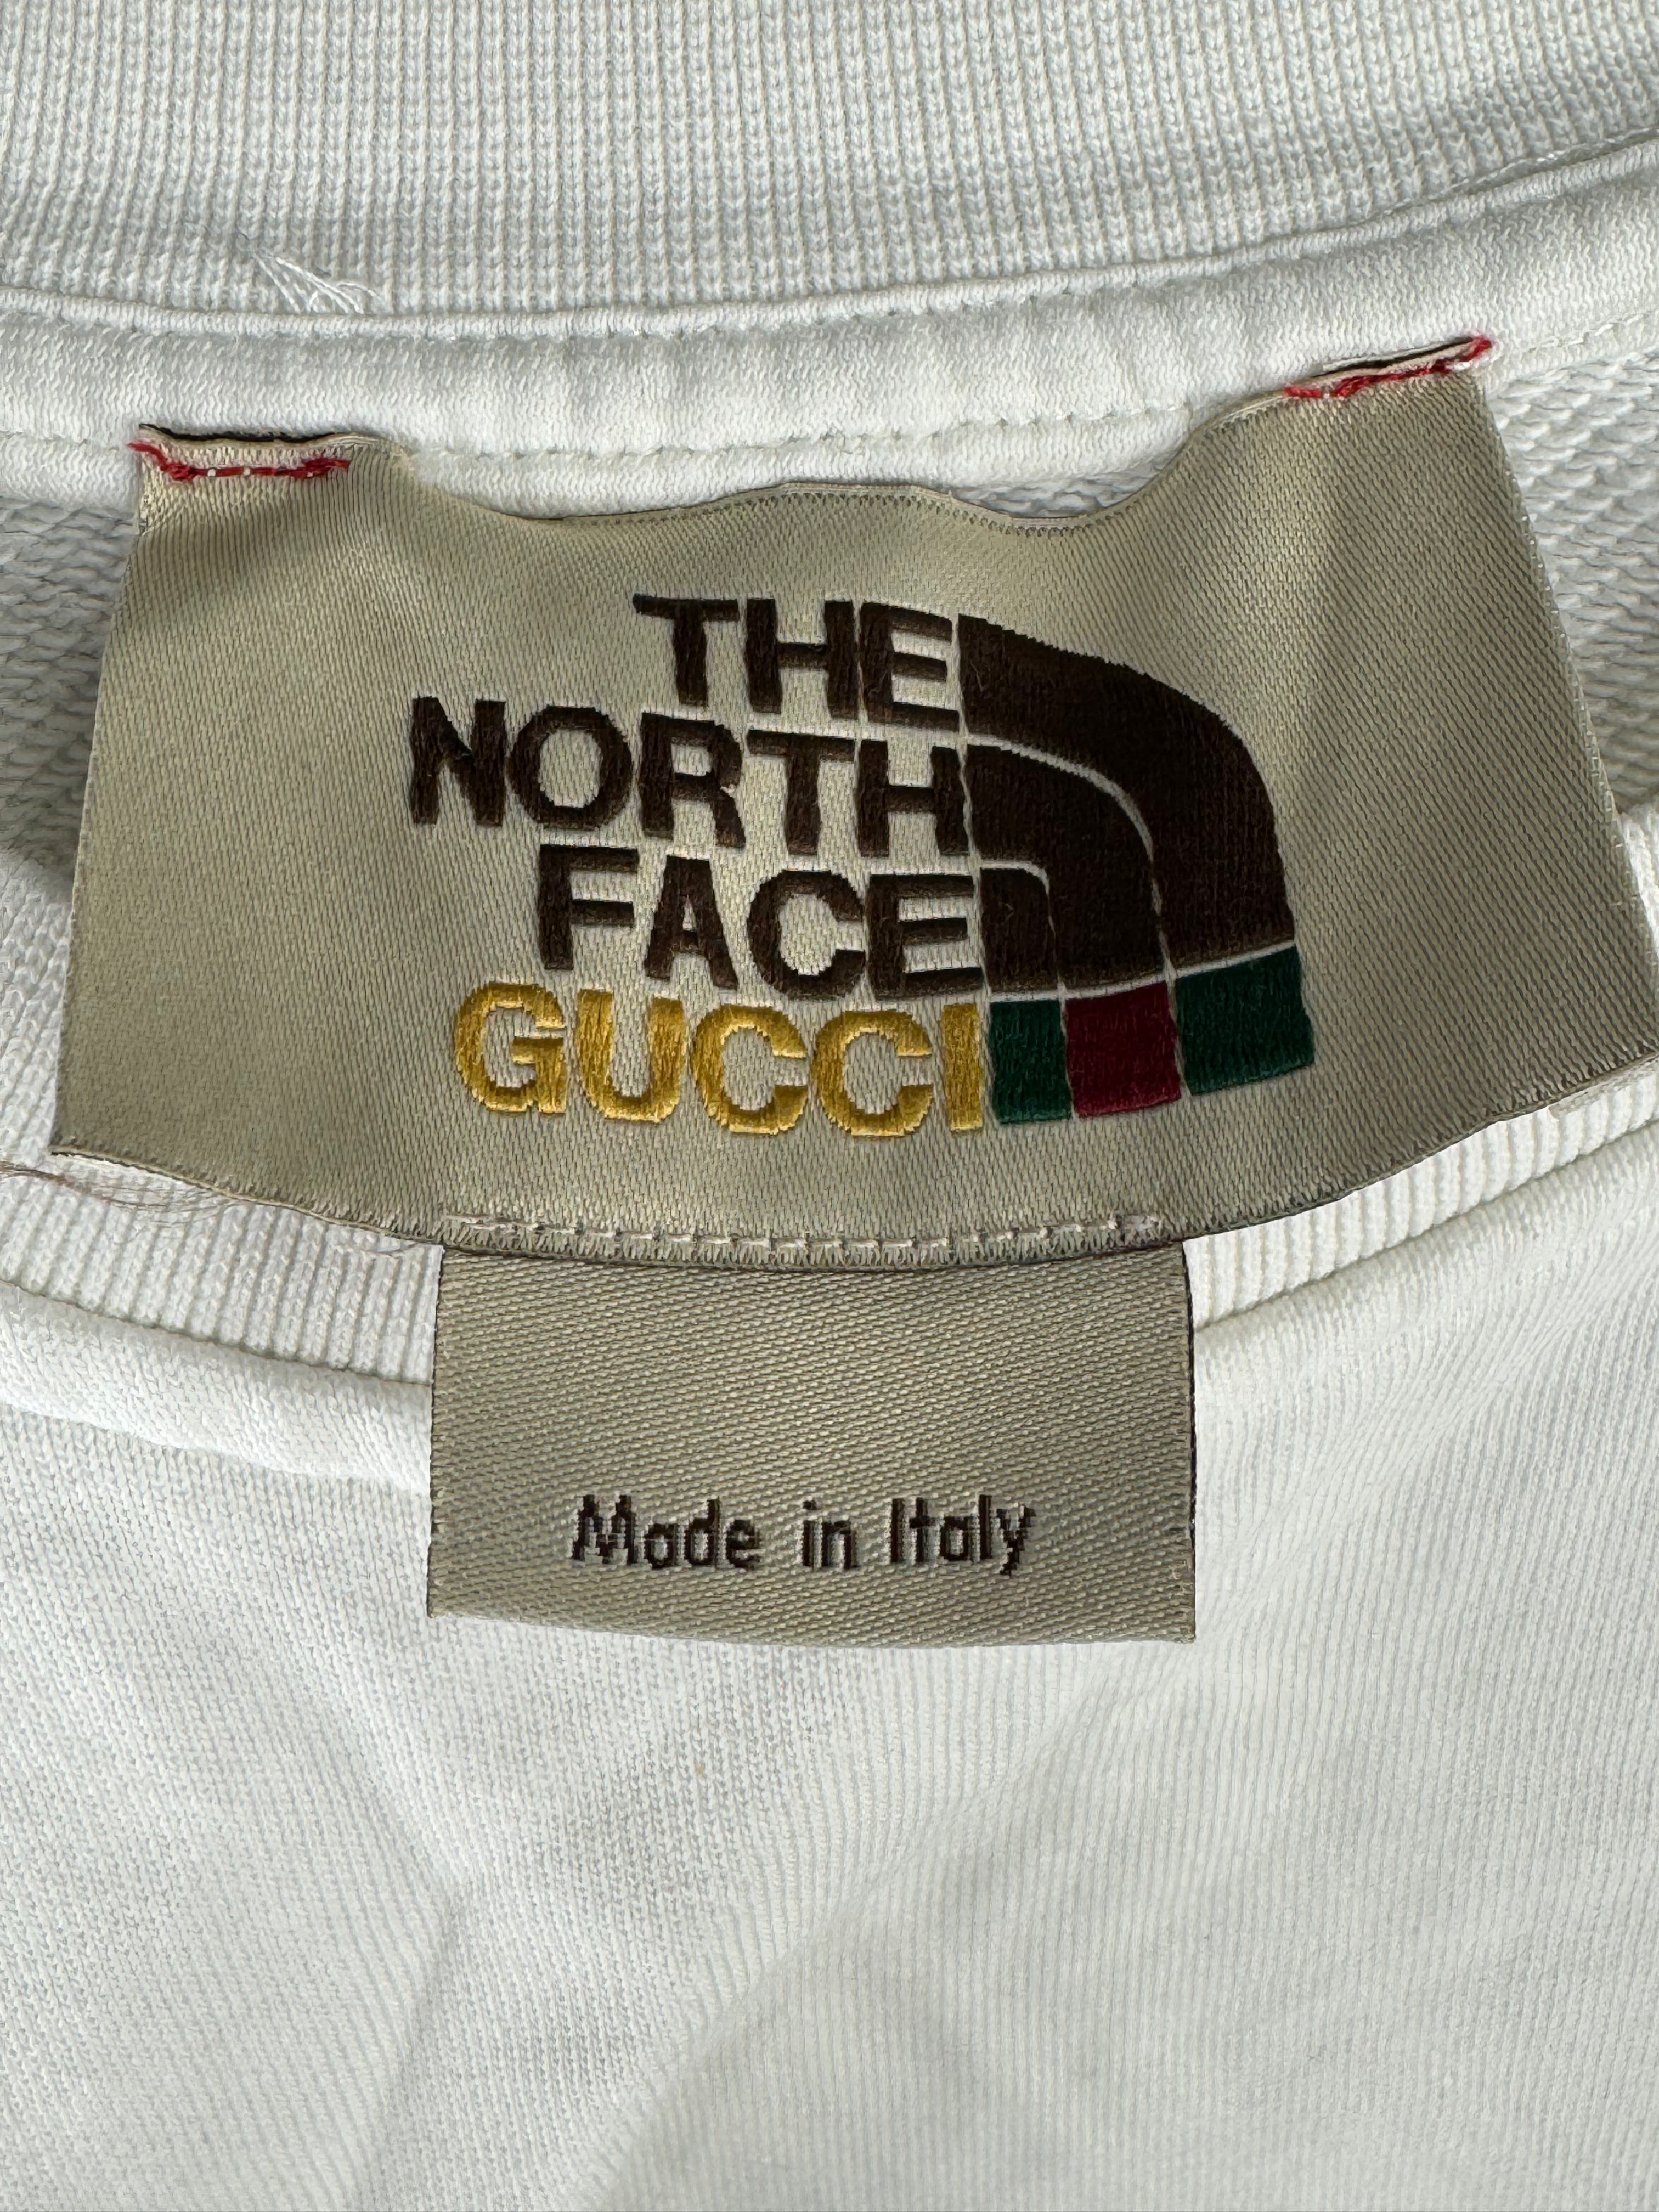 THE
NORTH
FACE
GUCCI
Made in Italy